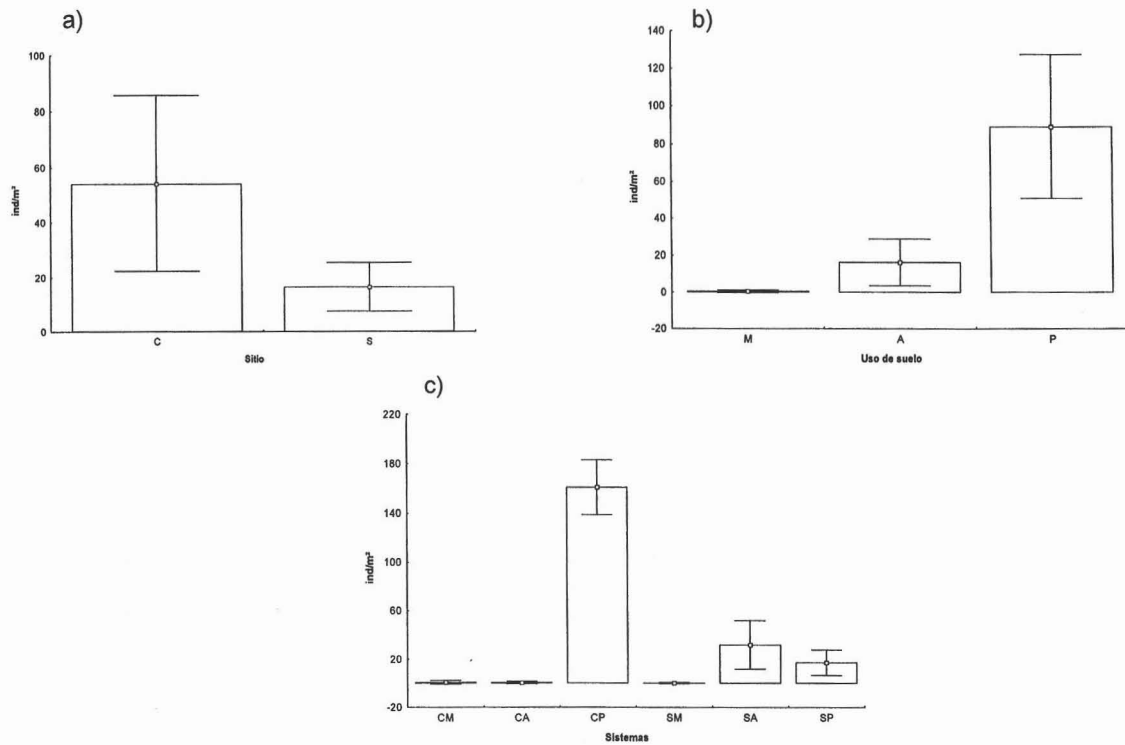 a)
100
80
60
40
20
0
ind/m²
C
S
Sitio
b)
140
120
100
80
60
40
20
0
-20
ind/m²
M
A
P
Uso de suelo
c)
220
180
140
100
60
20
-20
ind/m²
CM
CA
CP
SM
SA
SP
Sistemas